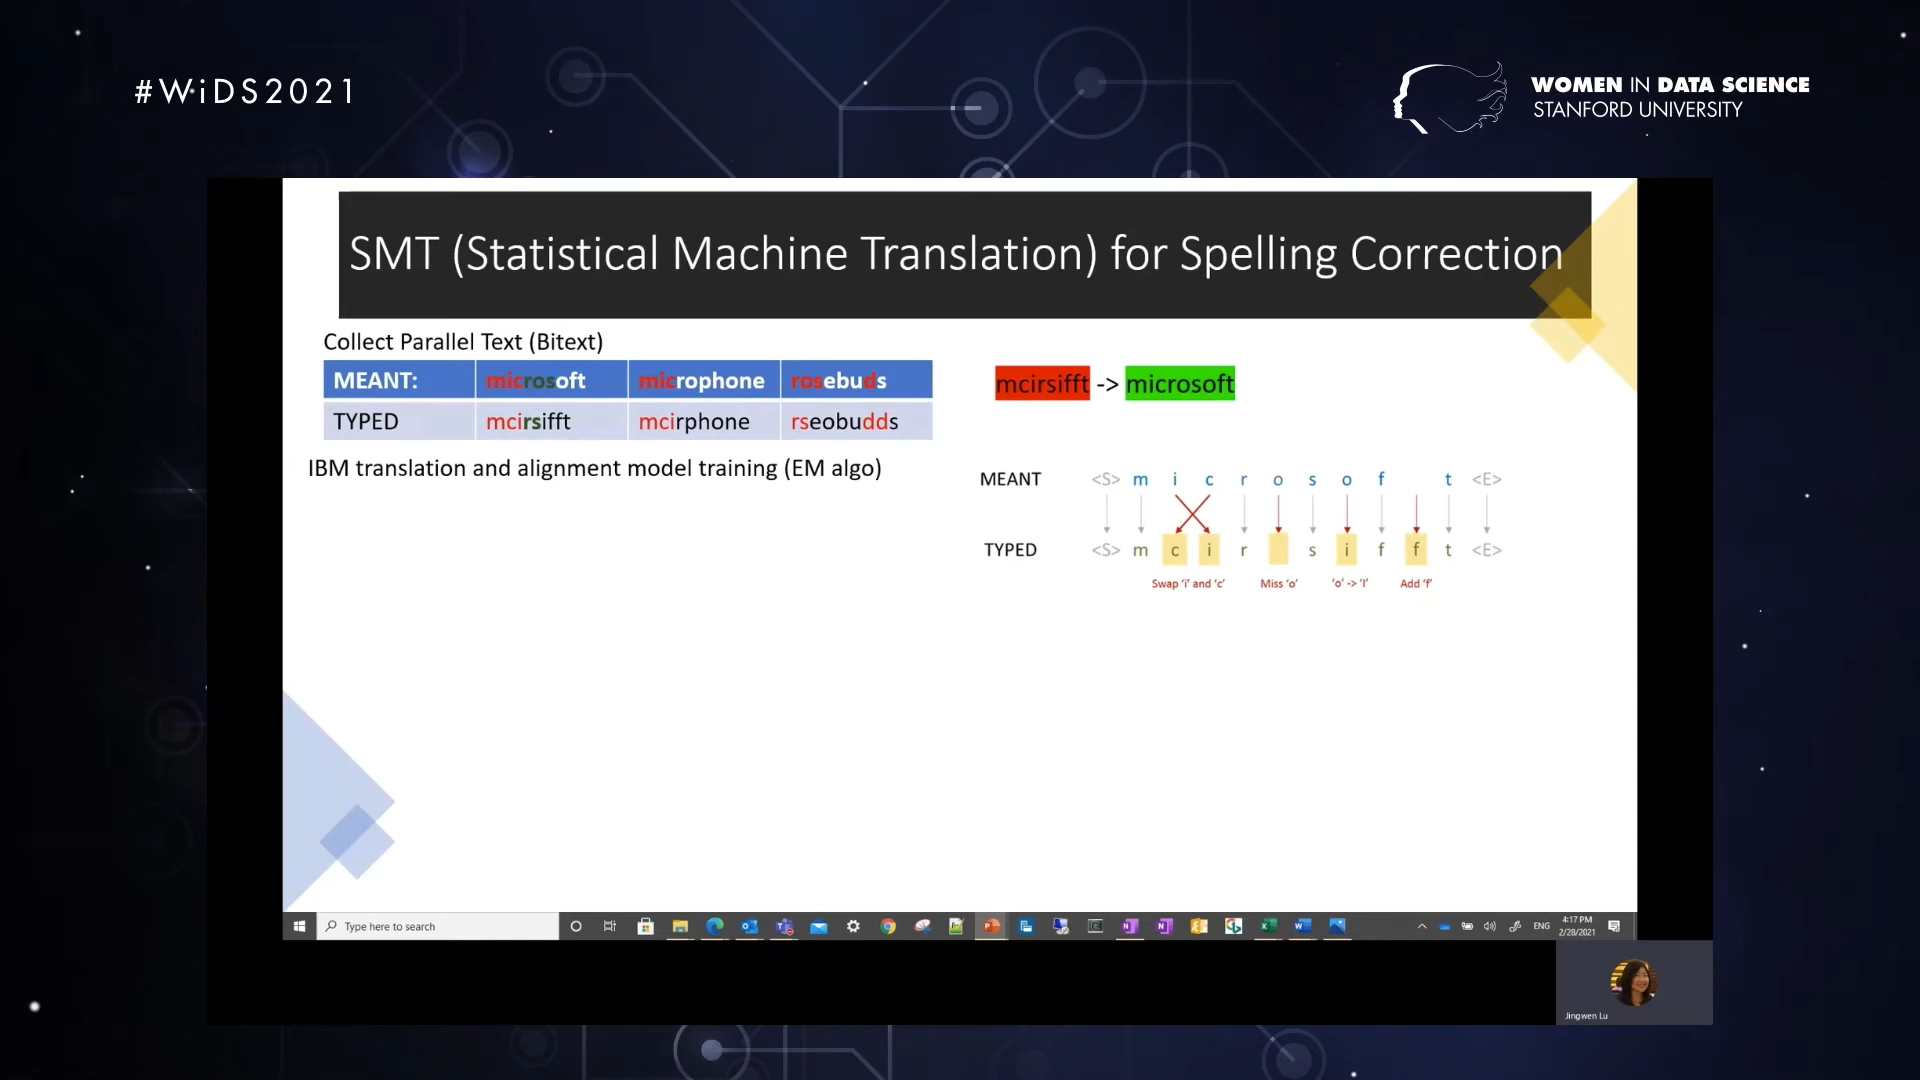 #WiDS2021
WOMEN IN DATA SCIENCE
STANFORD UNIVERSITY
SMT (Statistical Machine Translation) for Spelling Correction
Collect Parallel Text (Bitext)
MEANT: microsoft microphone rosebuds
TYPED mcirsifft mcirphone rseobudds
IBM translation and alignment model training (EM algo)
mcirsifft -> microsoft
MEANT <S> m i c r o s o f t <E>
TYPED <S> m c i r s i f f t <E>
Swap 'i' and 'c' Miss 'o' 'o' -> 'I' Add 'f'
Type here to search
ENG
4:17 PM
2/28/2021
Jingwen Lu